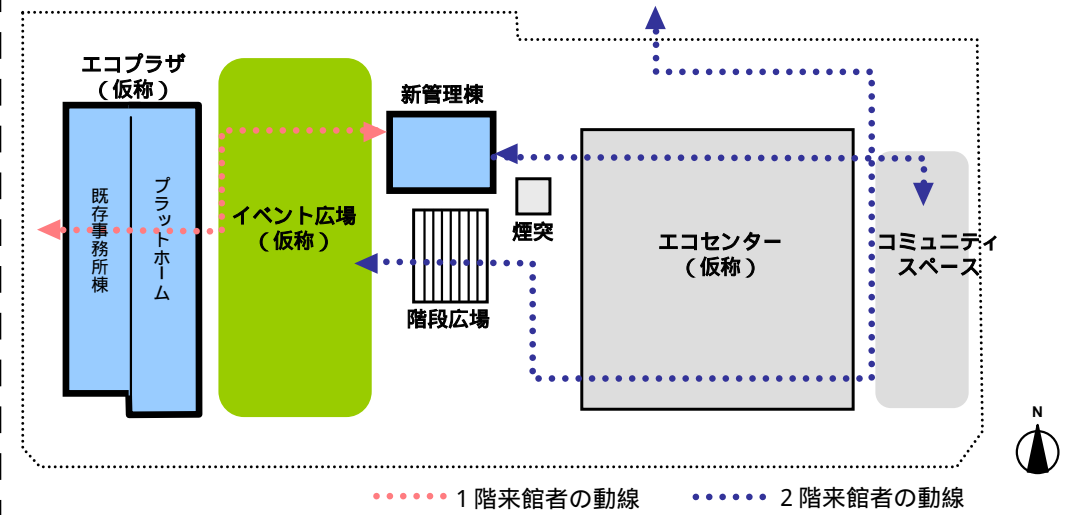 エコプラザ
（仮称）
既存事務所棟
プラットホーム
イベント広場
（仮称）
新管理棟
煙突
階段広場
エコセンター
（仮称）
コミュニティ
スペース
N
1階来館者の動線
2階来館者の動線